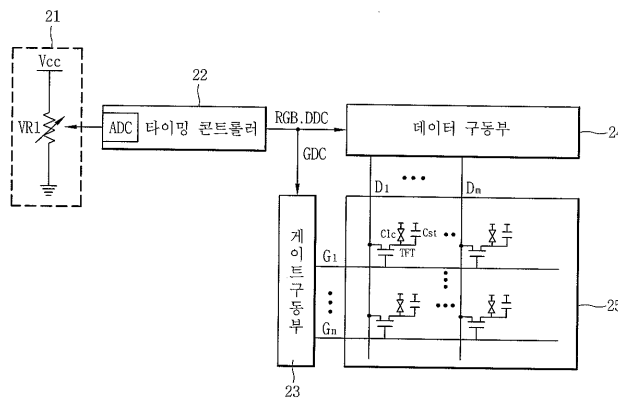 21
Vcc
VR1
22
ADC 타이밍 콘트롤러
RGB.DDC
GDC
데이터 구동부
24
D1
Dm
게이트구동부
23
G1
Gn
Clc
Cst
TFT
25